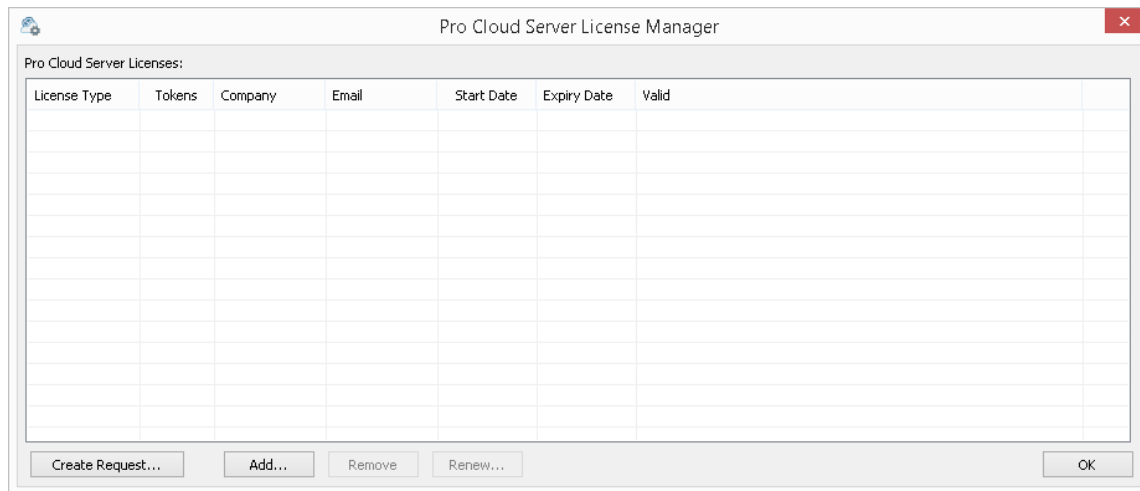 Pro Cloud Server License Manager
Pro Cloud Server Licenses:
License Type Tokens Company Email Start Date Expiry Date Valid
Create Request... Add... Remove Renew... OK